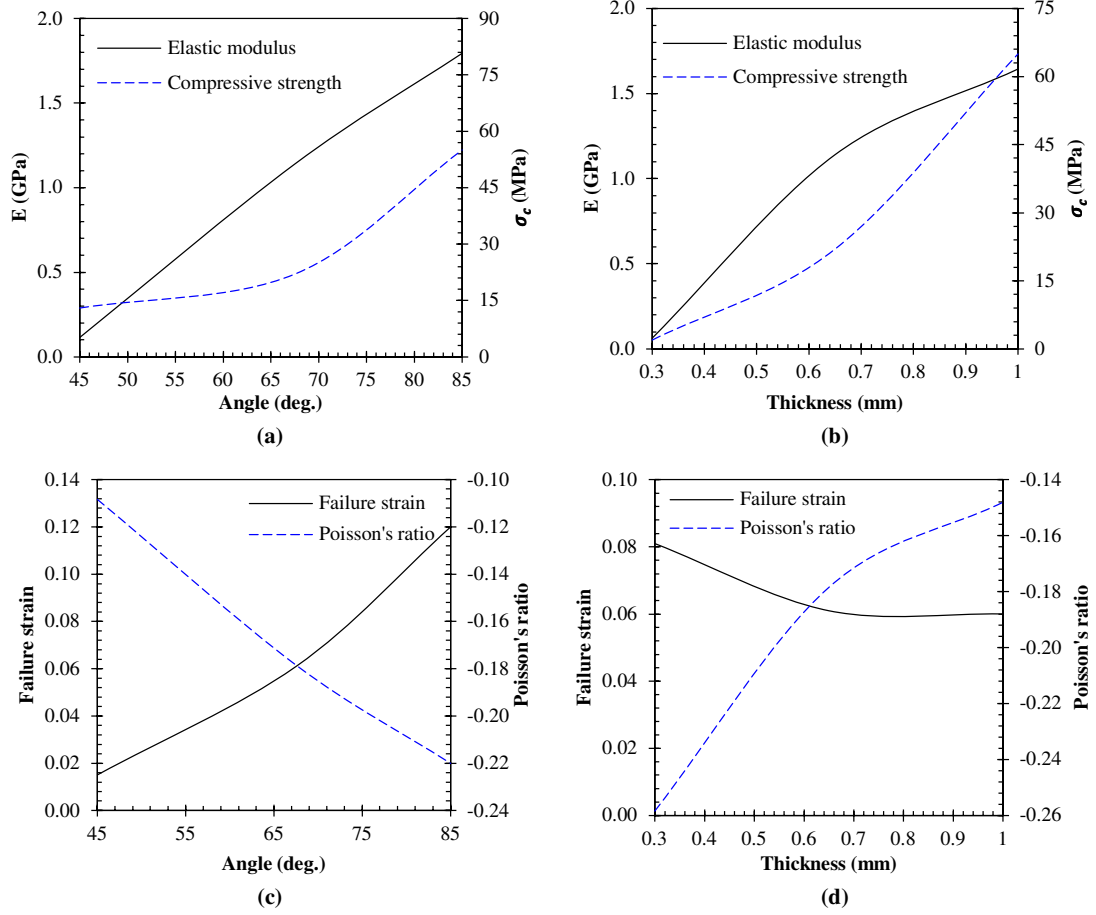 2.0
1.5
1.0
0.5
0.0
E (GPa)
Elastic modulus
Compressive strength
90
75
60
45
30
15
0
σc (MPa)
45 50 55 60 65 70 75 80 85
Angle (deg.)
(a)
2.0
1.5
1.0
0.5
0.0
E (GPa)
Elastic modulus
Compressive strength
75
60
45
30
15
0
σc (MPa)
0.3 0.4 0.5 0.6 0.7 0.8 0.9 1
Thickness (mm)
(b)
0.14
0.12
0.10
0.08
0.06
0.04
0.02
0.00
Failure strain
Failure strain
Poisson's ratio
-0.10
-0.12
-0.14
-0.16
-0.18
-0.20
-0.22
-0.24
Poisson's ratio
45 55 65 75 85
Angle (deg.)
(c)
0.10
0.08
0.06
0.04
0.02
0.00
Failure strain
Failure strain
Poisson's ratio
-0.14
-0.16
-0.18
-0.20
-0.22
-0.24
-0.26
Poisson's ratio
0.3 0.4 0.5 0.6 0.7 0.8 0.9 1
Thickness (mm)
(d)